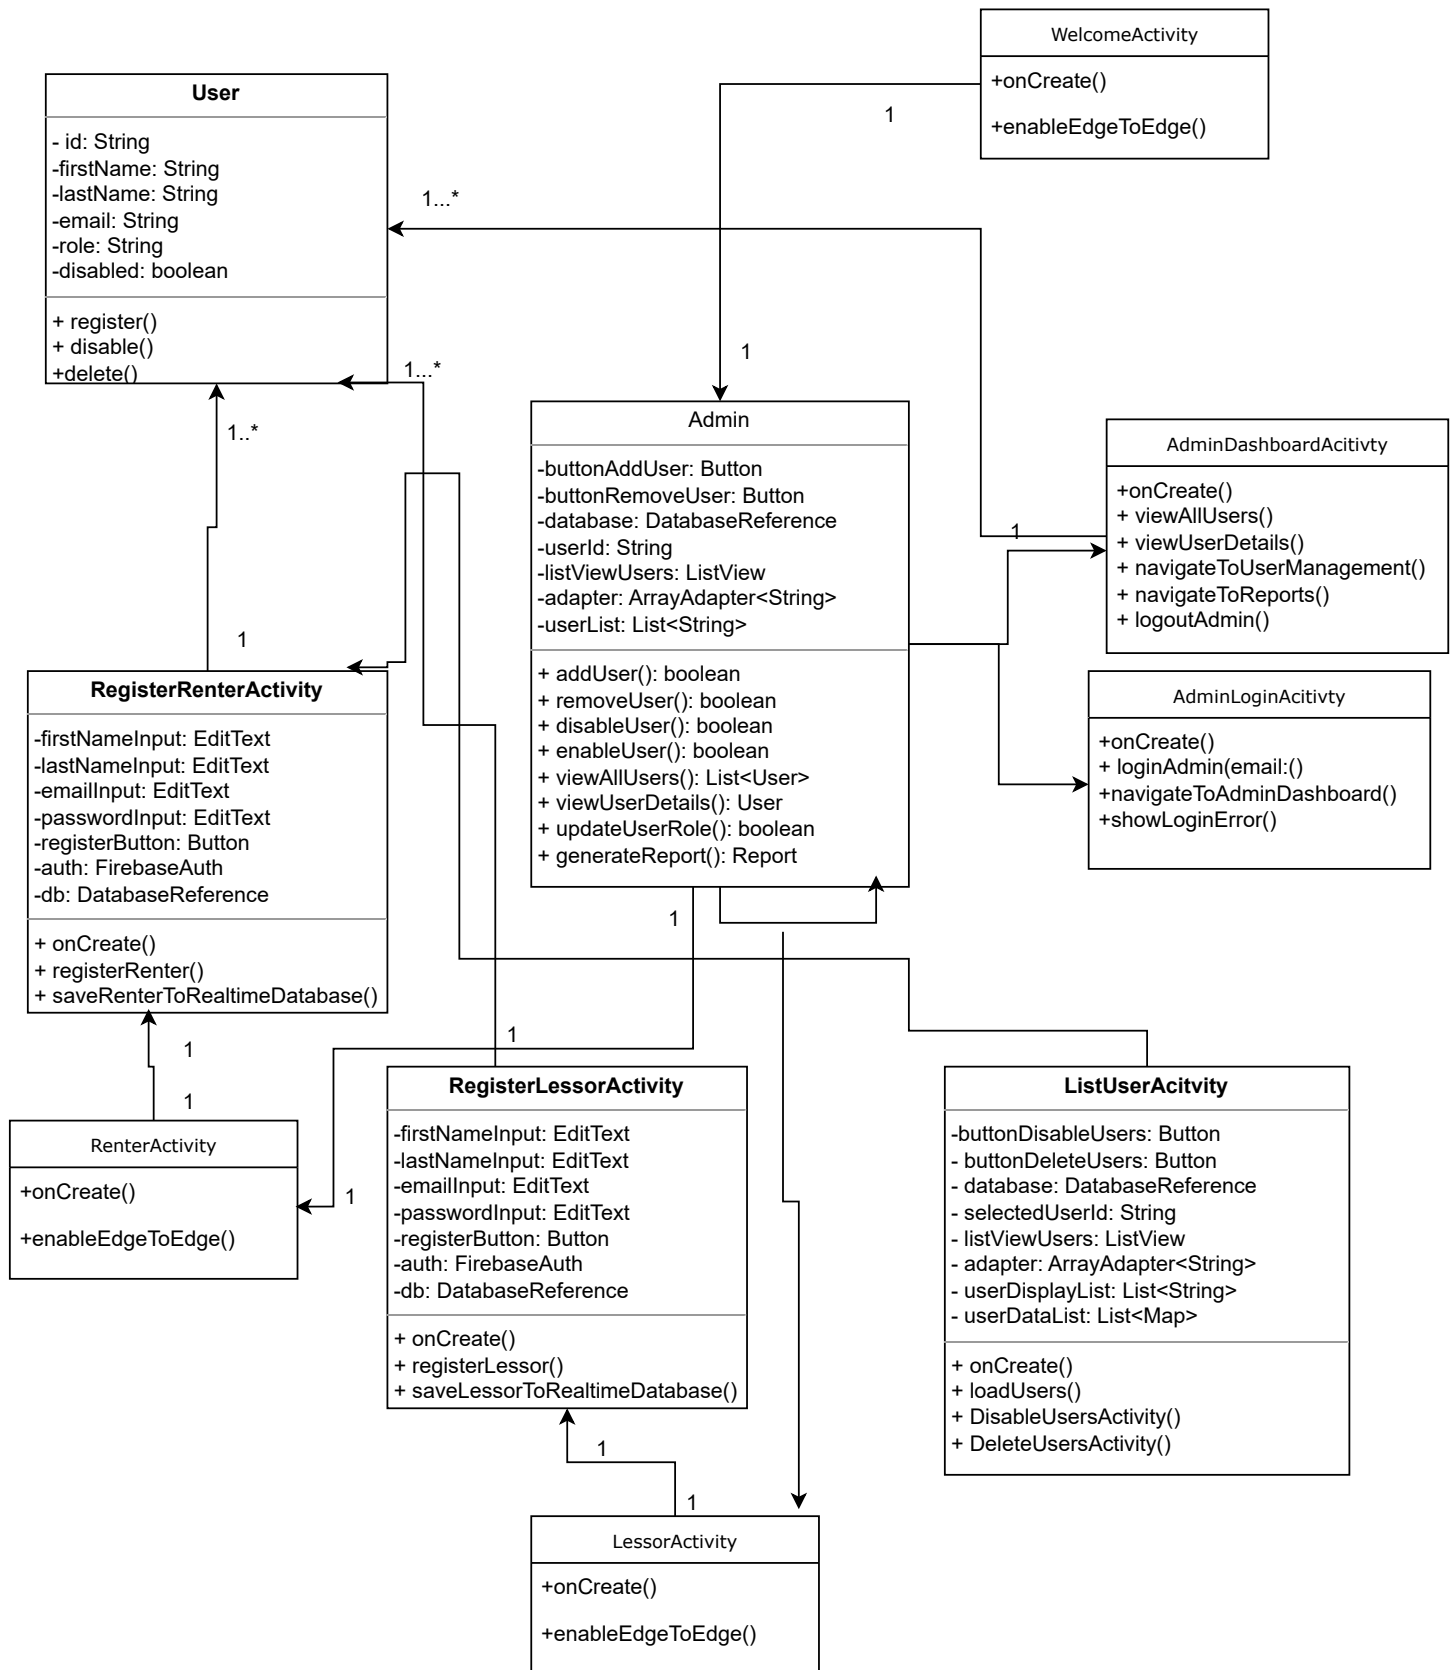 WelcomeActivity
+onCreate()
+enableEdgeToEdge()
1
1
User
- id: String
-firstName: String
-lastName: String
-email: String
-role: String
-disabled: boolean
+ register()
+ disable()
+delete()
1...*
1...*
1..*
1
Admin
-buttonAddUser: Button
-buttonRemoveUser: Button
-database: DatabaseReference
-userId: String
-listViewUsers: ListView
-adapter: ArrayAdapter<String>
-userList: List<String>
+ addUser(): boolean
+ removeUser(): boolean
+ disableUser(): boolean
+ enableUser(): boolean
+ viewAllUsers(): List<User>
+ viewUserDetails(): User
+ updateUserRole(): boolean
+ generateReport(): Report
1
1
AdminDashboardAcitivty
+onCreate()
+ viewAllUsers()
+ viewUserDetails()
+ navigateToUserManagement()
+ navigateToReports()
+ logoutAdmin()
AdminLoginAcitivty
+onCreate()
+ loginAdmin(email:()
+navigateToAdminDashboard()
+showLoginError()
RegisterRenterActivity
-firstNameInput: EditText
-lastNameInput: EditText
-emailInput: EditText
-passwordInput: EditText
-registerButton: Button
-auth: FirebaseAuth
-db: DatabaseReference
+ onCreate()
+ registerRenter()
+ saveRenterToRealtimeDatabase()
1
1
RenterActivity
+onCreate()
+enableEdgeToEdge()
1
1
RegisterLessorActivity
-firstNameInput: EditText
-lastNameInput: EditText
-emailInput: EditText
-passwordInput: EditText
-registerButton: Button
-auth: FirebaseAuth
-db: DatabaseReference
+ onCreate()
+ registerLessor()
+ saveLessorToRealtimeDatabase()
1
1
LessorActivity
+onCreate()
+enableEdgeToEdge()
ListUserAcitvity
-buttonDisableUsers: Button
- buttonDeleteUsers: Button
- database: DatabaseReference
- selectedUserId: String
- listViewUsers: ListView
- adapter: ArrayAdapter<String>
- userDisplayList: List<String>
- userDataList: List<Map>
+ onCreate()
+ loadUsers()
+ DisableUsersActivity()
+ DeleteUsersActivity()